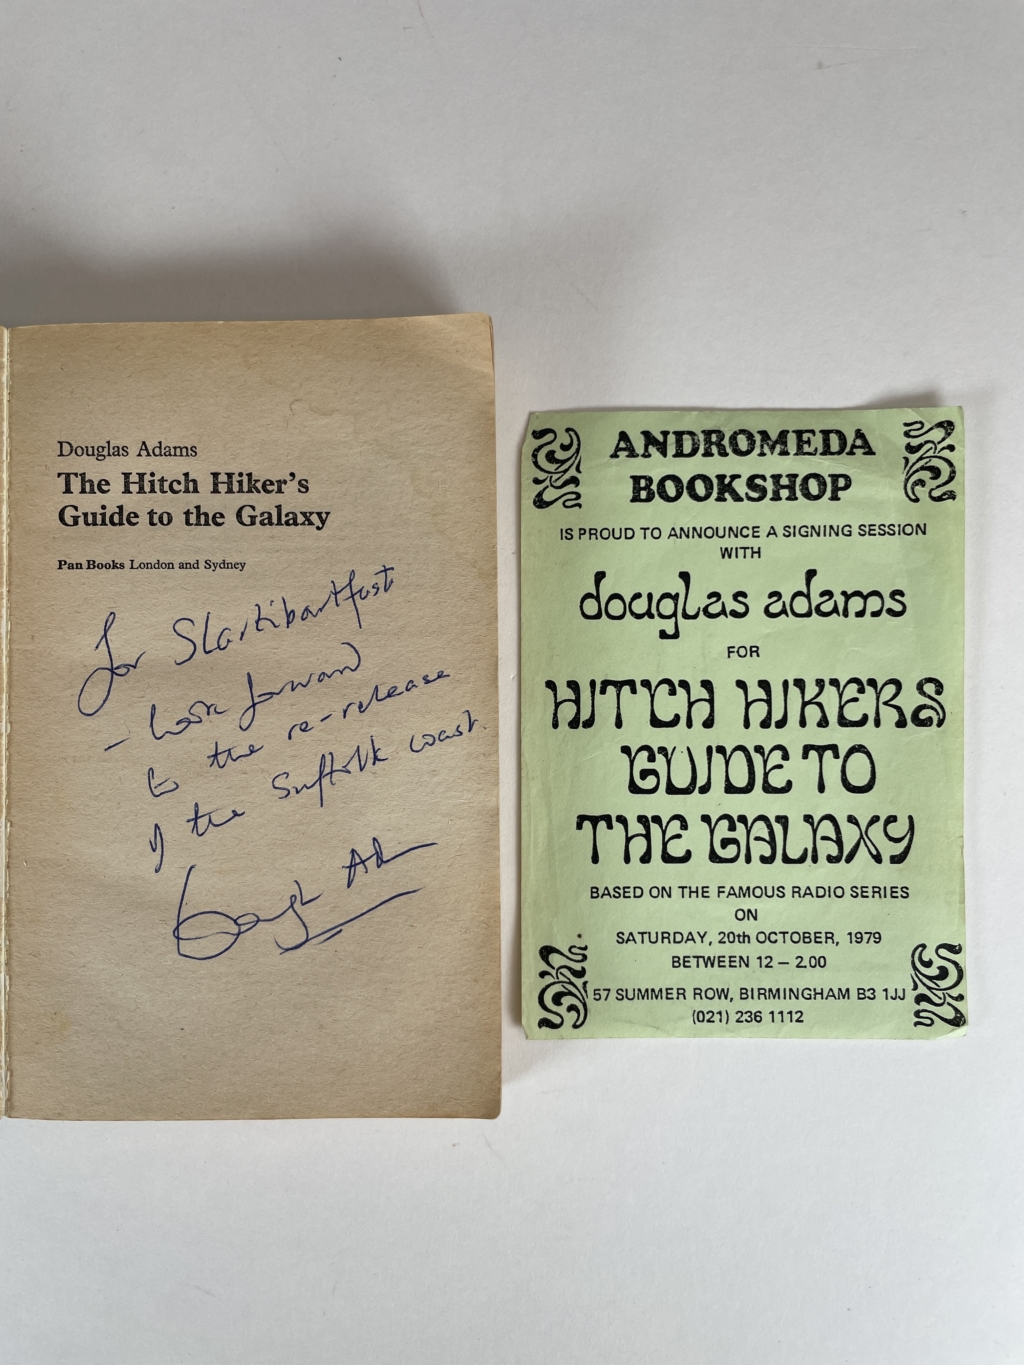 Douglas Adams
The Hitch Hiker's
Guide to the Galaxy
Pan Books London and Sydney
for Slartibartfast
- look forward
to the re-release
of the Suffolk coast.
Douglas Adams
ANDROMEDA
BOOKSHOP
IS PROUD TO ANNOUNCE A SIGNING SESSION
WITH
douglas adams
FOR
HITCH HIKERS
GUIDE TO
THE GALAXY
BASED ON THE FAMOUS RADIO SERIES
ON
SATURDAY, 20th OCTOBER, 1979
BETWEEN 12 – 2.00
57 SUMMER ROW, BIRMINGHAM B3 1JJ
(021) 236 1112